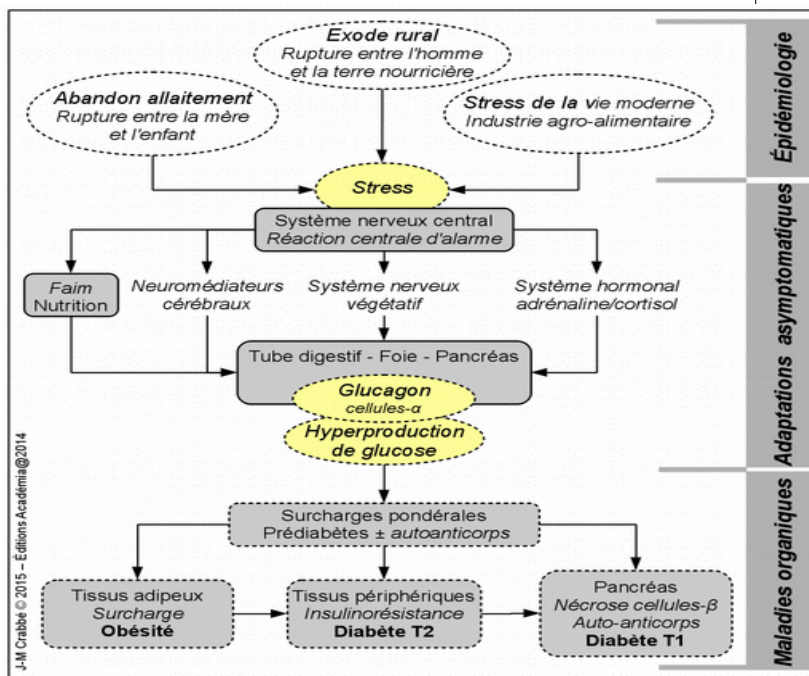 Exode rural
Rupture entre l'homme
et la terre nourricière
Abandon allaitement
Rupture entre la mère
et l'enfant
Stress de la vie moderne
Industrie agro-alimentaire
Épidémiologie
Stress
Système nerveux central
Réaction centrale d'alarme
Faim
Nutrition
Neuromédiateurs
cérébraux
Système nerveux
végétatif
Système hormonal
adrénaline/cortisol
Adaptations asymptomatiques
Tube digestif - Foie - Pancréas
Glucagon
cellules-α
Hyperproduction
de glucose
Surcharges pondérales
Prédiabètes ± autoanticorps
Tissus adipeux
Surcharge
Obésité
Tissus périphériques
Insulinorésistance
Diabète T2
Pancréas
Nécrose cellules-β
Auto-anticorps
Diabète T1
Maladies organiques
J-M Crabbé © 2015 – Éditions Académia@2014